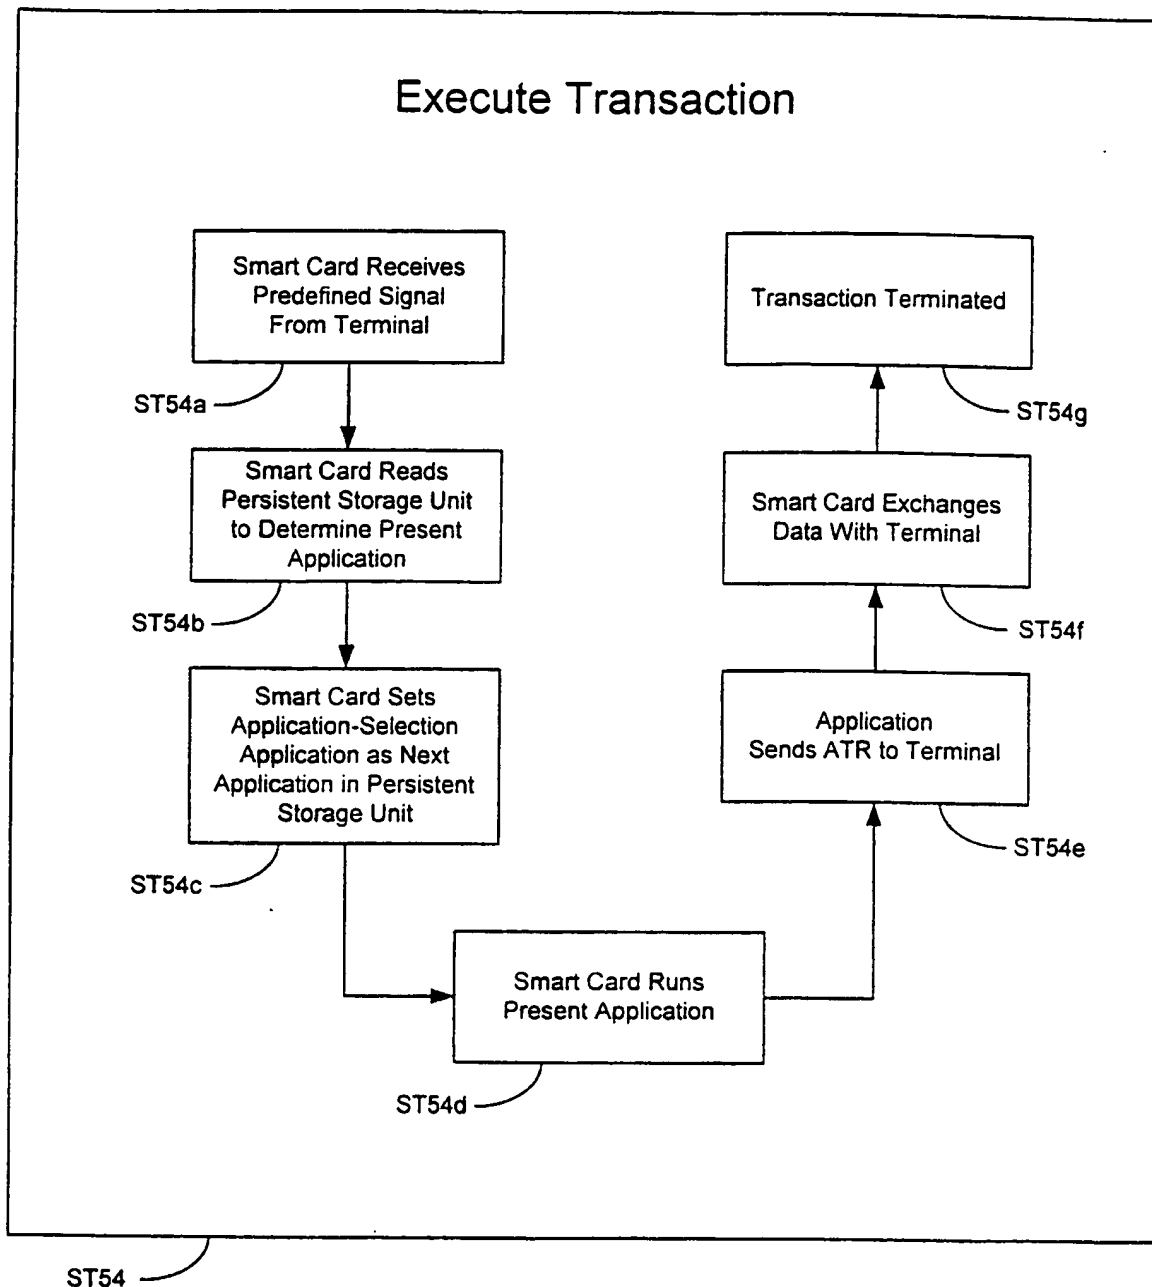 Execute Transaction
Smart Card Receives
Predefined Signal
From Terminal
ST54a
Smart Card Reads
Persistent Storage Unit
to Determine Present
Application
ST54b
Smart Card Sets
Application-Selection
Application as Next
Application in Persistent
Storage Unit
ST54c
Smart Card Runs
Present Application
ST54d
Application
Sends ATR to Terminal
ST54e
Smart Card Exchanges
Data With Terminal
ST54f
Transaction Terminated
ST54g
ST54